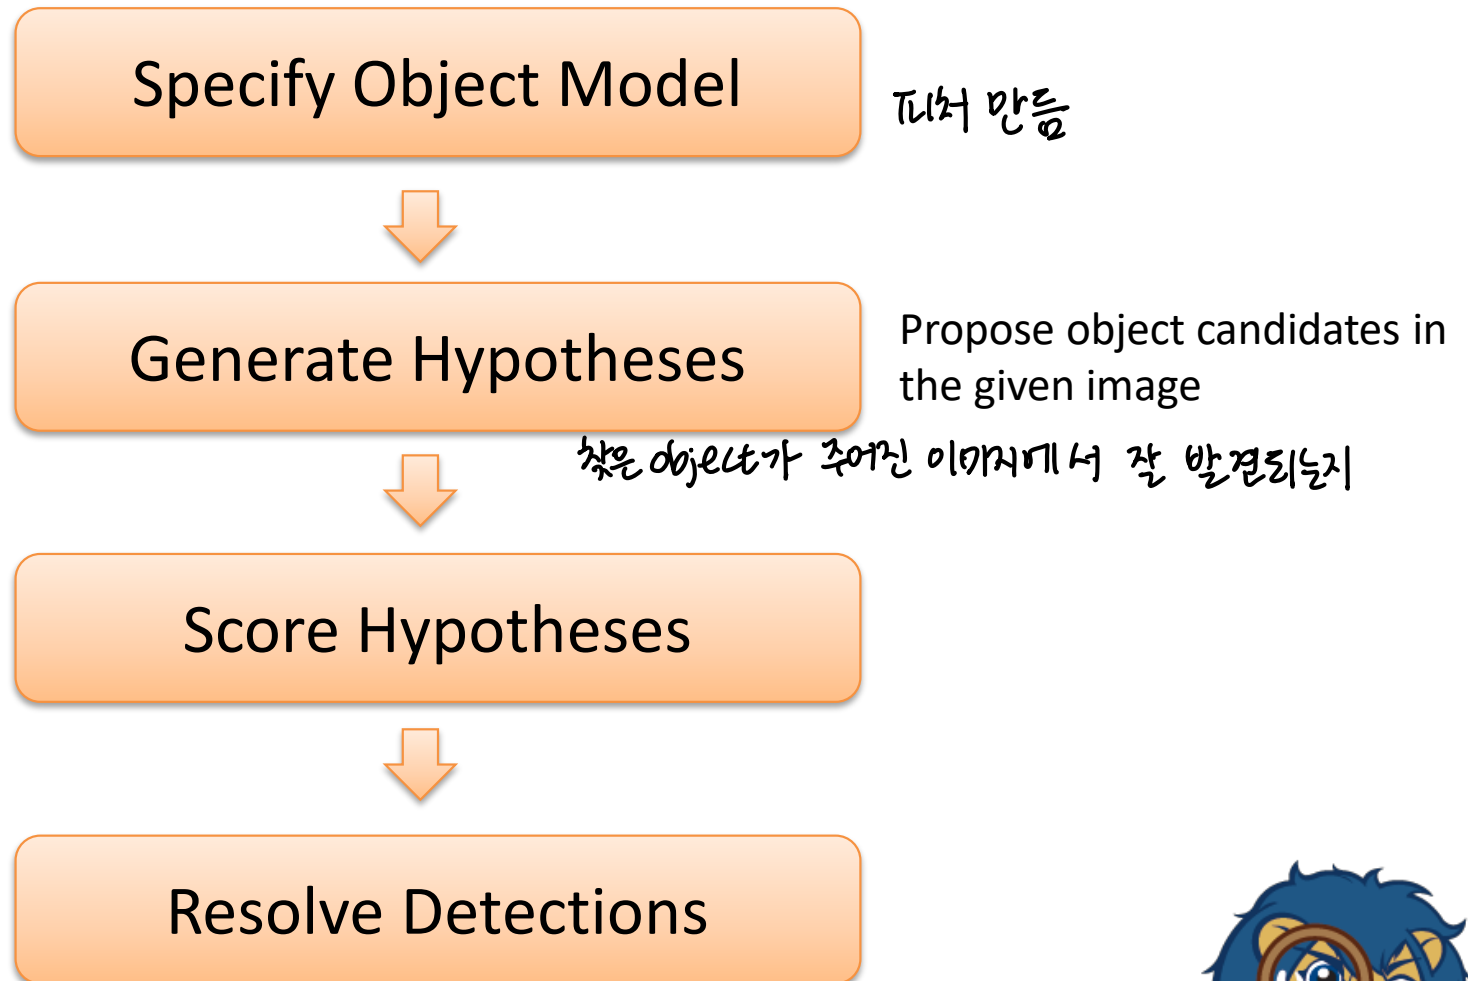 Specify Object Model
피쳐 만듬
Generate Hypotheses
Propose object candidates in
the given image
찾은 object가 주어진 이미지에서 잘 발견되는지
Score Hypotheses
Resolve Detections